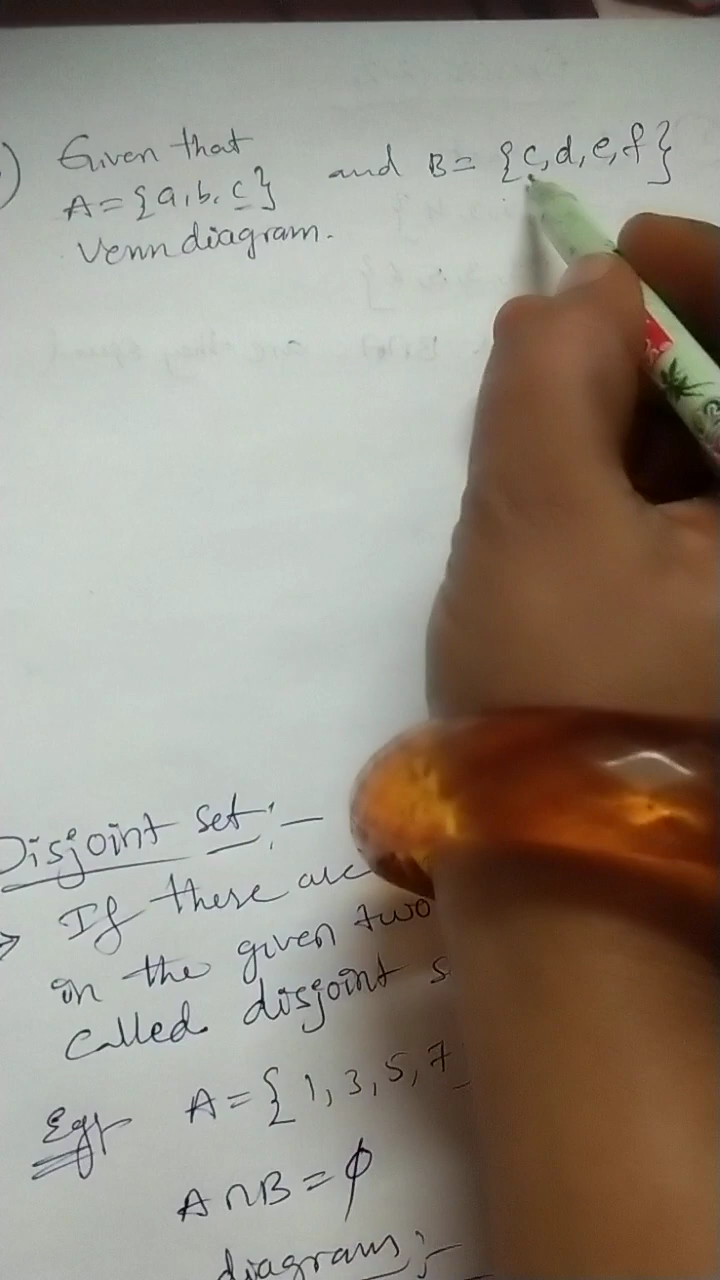 ) Given that
A = {a, b, c} and B = {c, d, e, f}
Venn diagram.
Disjoint set :-
→ If there are
in the given two
called disjoint s
Eg:- A = { 1, 3, 5, 7
A ∩ B = ϕ
diagram :-